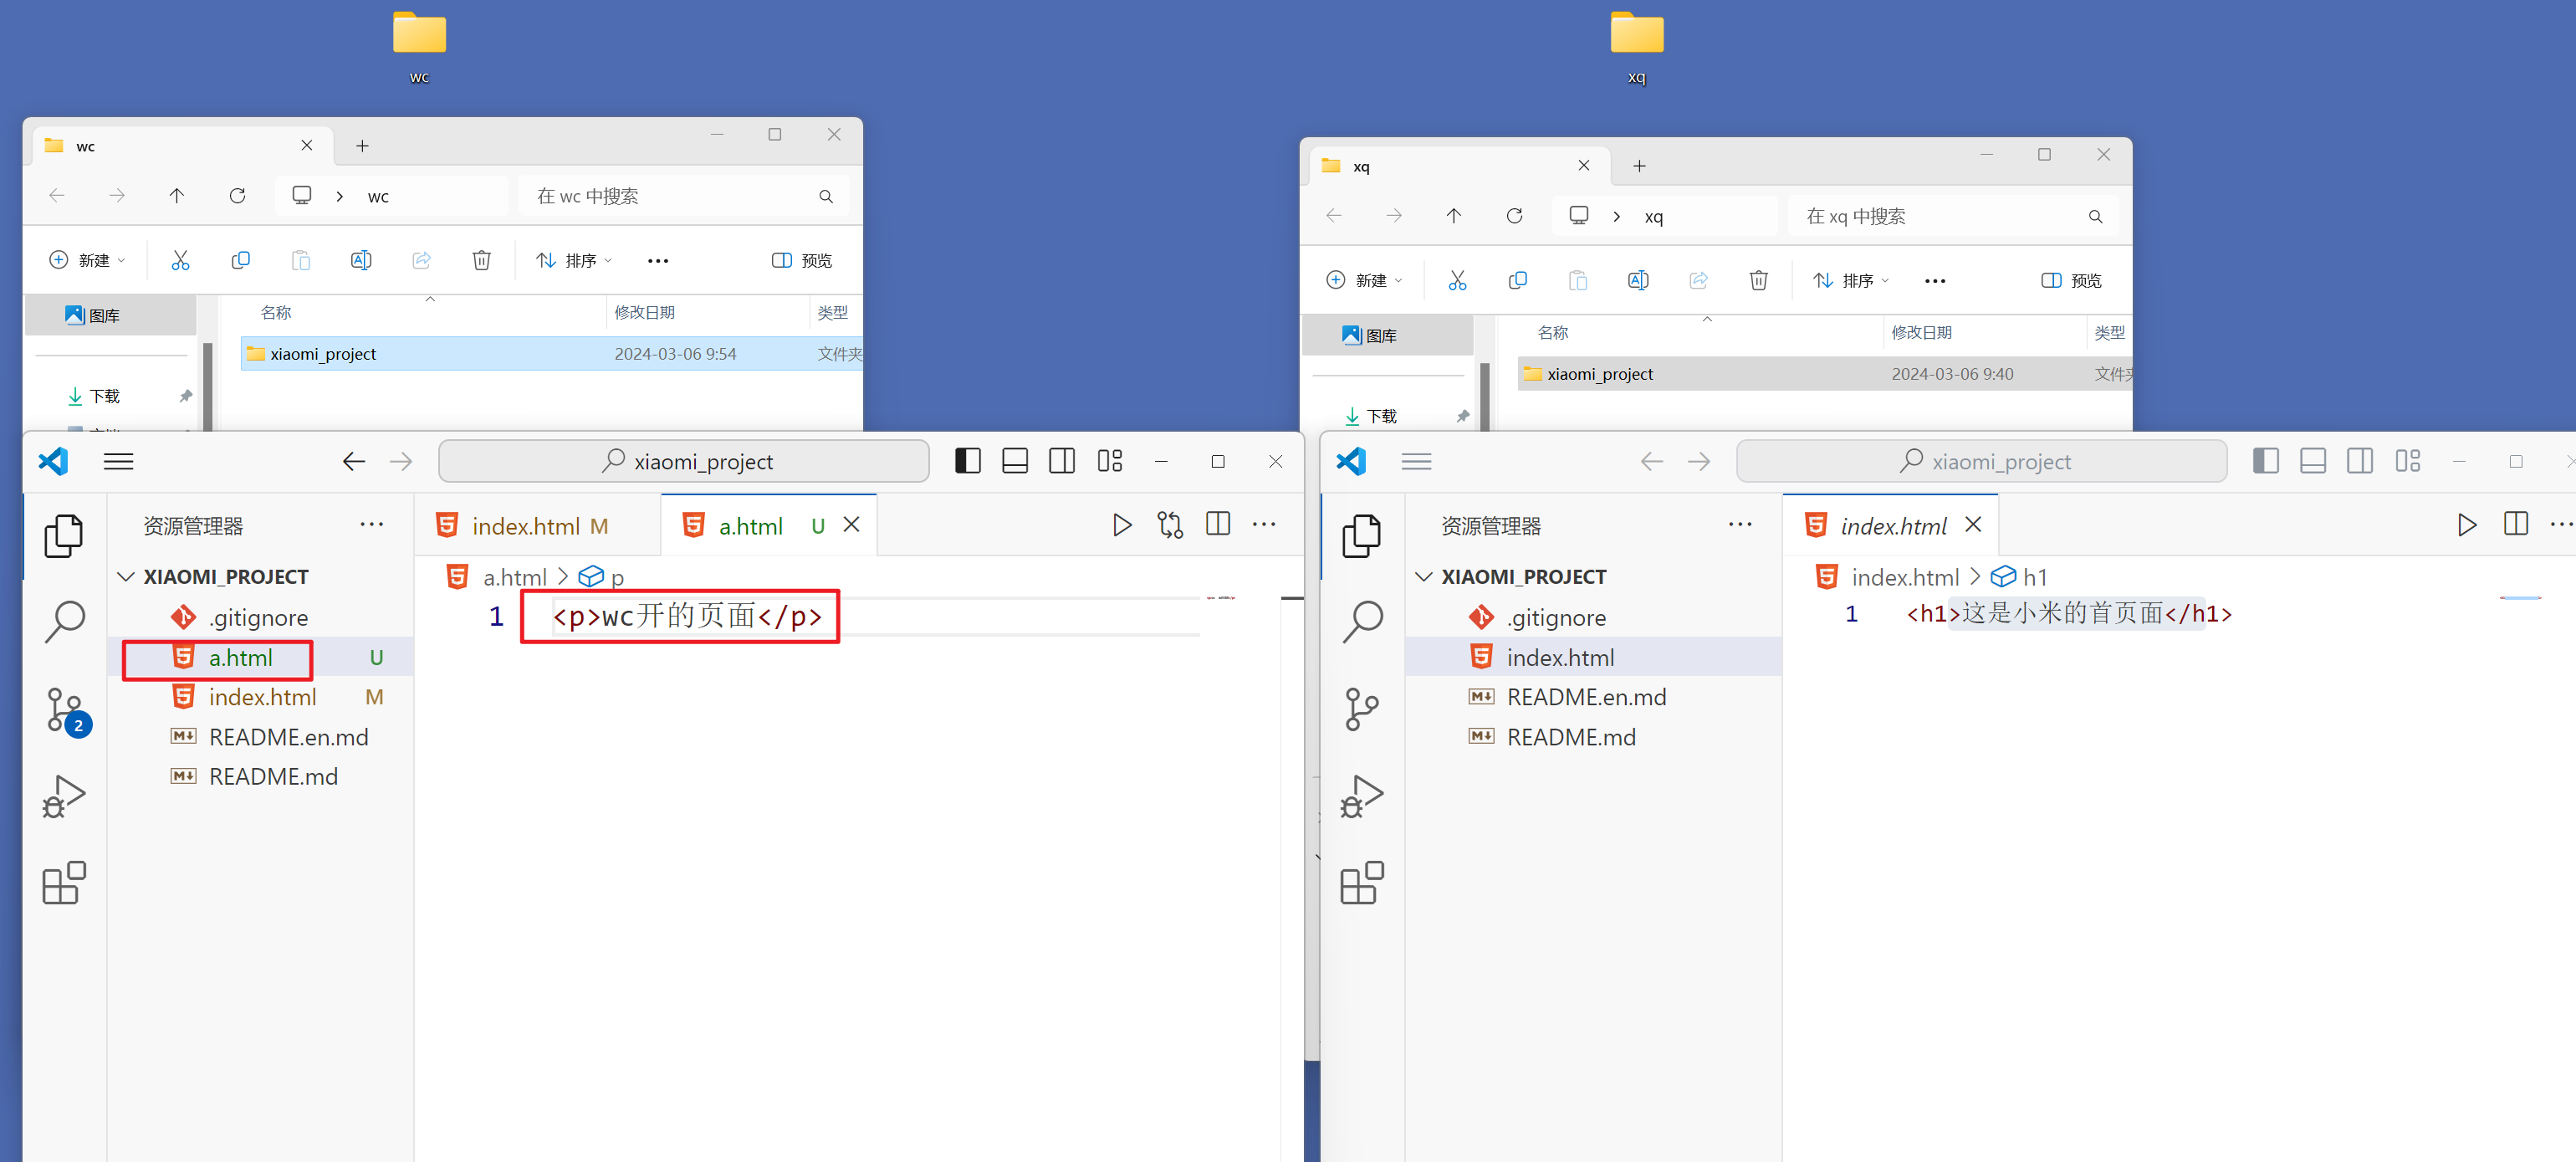 wc
xq
wc
wc
在 wc 中搜索
新建
排序
预览
图库
名称
修改日期
类型
xiaomi_project
2024-03-06 9:54
文件夹
下载
xq
xq
在 xq 中搜索
新建
排序
预览
图库
名称
修改日期
类型
xiaomi_project
2024-03-06 9:40
下载
xiaomi_project
资源管理器
index.html M
a.html U
XIAOMI_PROJECT
a.html > p
.gitignore
1 <p>wc开的页面</p>
a.html U
index.html M
2
README.en.md
README.md
xiaomi_project
资源管理器
index.html
XIAOMI_PROJECT
index.html > h1
.gitignore
1 <h1>这是小米的首页面</h1>
index.html
README.en.md
README.md